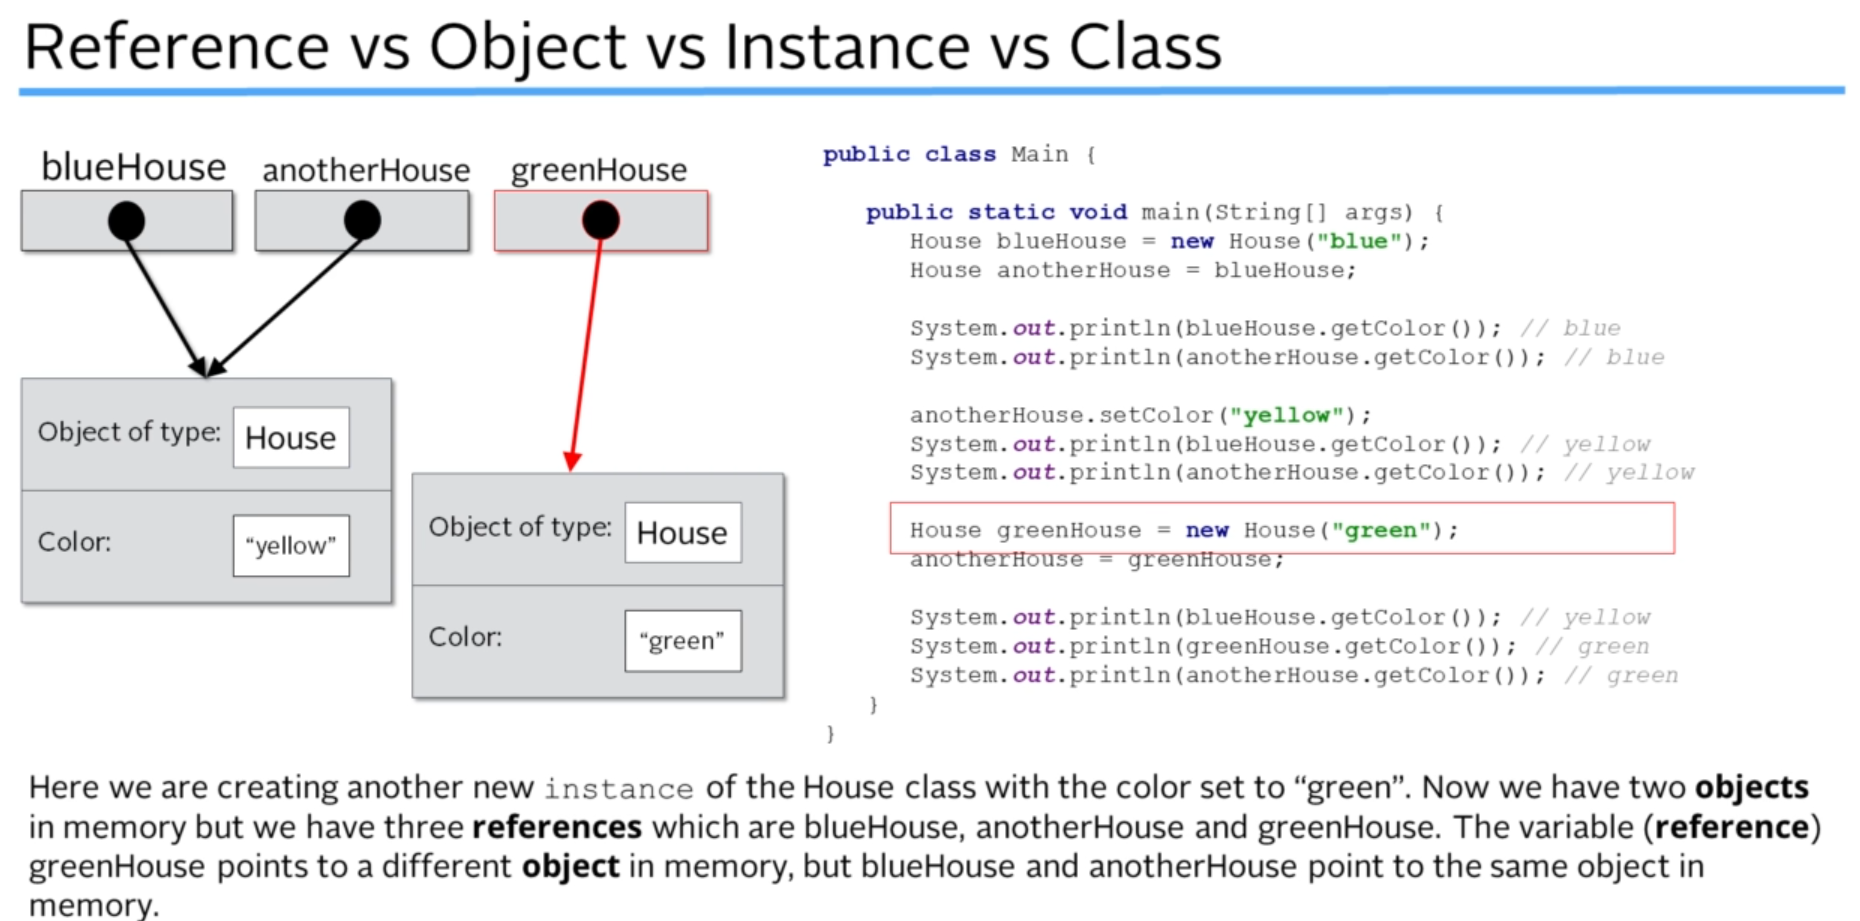 Reference vs Object vs Instance vs Class
blueHouse anotherHouse greenHouse
Object of type: House
Color: “yellow”
Object of type: House
Color: “green”
public class Main {
public static void main(String[] args) {
House blueHouse = new House("blue");
House anotherHouse = blueHouse;
System.out.println(blueHouse.getColor()); // blue
System.out.println(anotherHouse.getColor()); // blue
anotherHouse.setColor("yellow");
System.out.println(blueHouse.getColor()); // yellow
System.out.println(anotherHouse.getColor()); // yellow
House greenHouse = new House("green");
anotherHouse = greenHouse;
System.out.println(blueHouse.getColor()); // yellow
System.out.println(greenHouse.getColor()); // green
System.out.println(anotherHouse.getColor()); // green
}
}
Here we are creating another new instance of the House class with the color set to “green”. Now we have two objects
in memory but we have three references which are blueHouse, anotherHouse and greenHouse. The variable (reference)
greenHouse points to a different object in memory, but blueHouse and anotherHouse point to the same object in
memory.